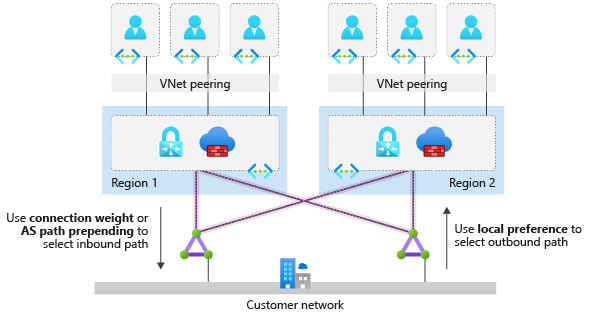 VNet peering
VNet peering
Region 1
Region 2
Use connection weight or
AS path prepending to
select inbound path
Use local preference to
select outbound path
Customer network